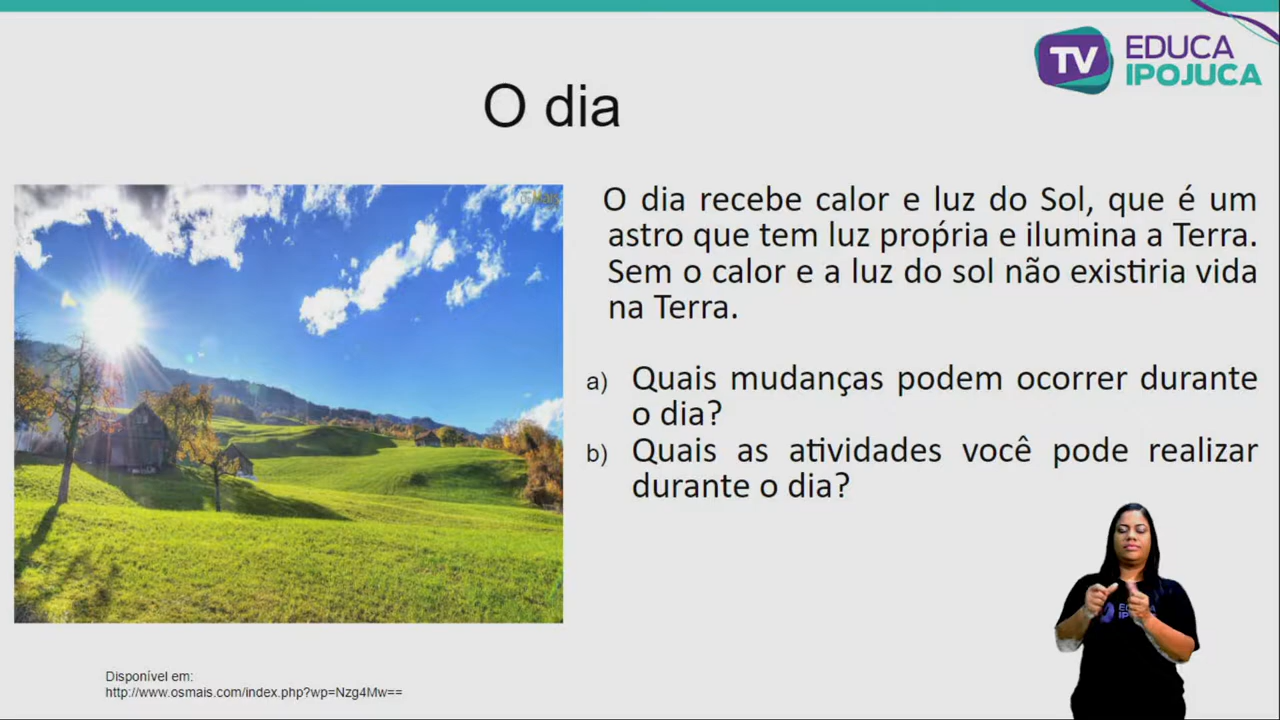 TV EDUCA
IPOJUCA
O dia
O dia recebe calor e luz do Sol, que é um
astro que tem luz propŕia e ilumina a Terra.
Sem o calor e a luz do sol não existiria vida
na Terra.
a) Quais mudanças podem ocorrer durante
o dia?
b) Quais as atividades você pode realizar
durante o dia?
Disponível em:
http://www.osmais.com/index.php?wp=Nzg4Mw==